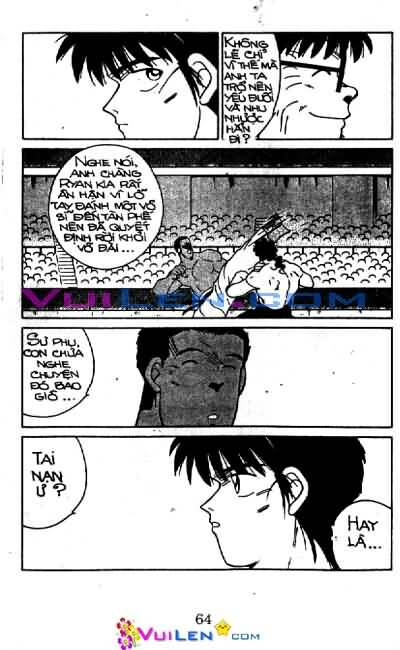 KHÔNG
LẼ CHỈ
VÌ THẾ MÀ
ANH TA
TRỞ NÊN
YẾU ĐUỐI
VÀ NHU
NHƯỢC
HẲN
ĐI?
NGHE NÓI,
ANH CHÀNG
RYAN KIA RẤT
ÂN HẬN VÌ LỠ
TAY ĐÁNH MỘT VÕ
SĨ ĐẾN TÀN PHẾ
NÊN ĐÃ QUYẾT
ĐỊNH RỜI KHỎI
VÕ ĐÀI...
VUILEN.COM
SƯ PHỤ,
CON CHƯA
NGHE
CHUYỆN
ĐÓ BAO
GIỜ...
TAI
NẠN
Ư?
HAY
LÀ...
64
VUILEN.COM